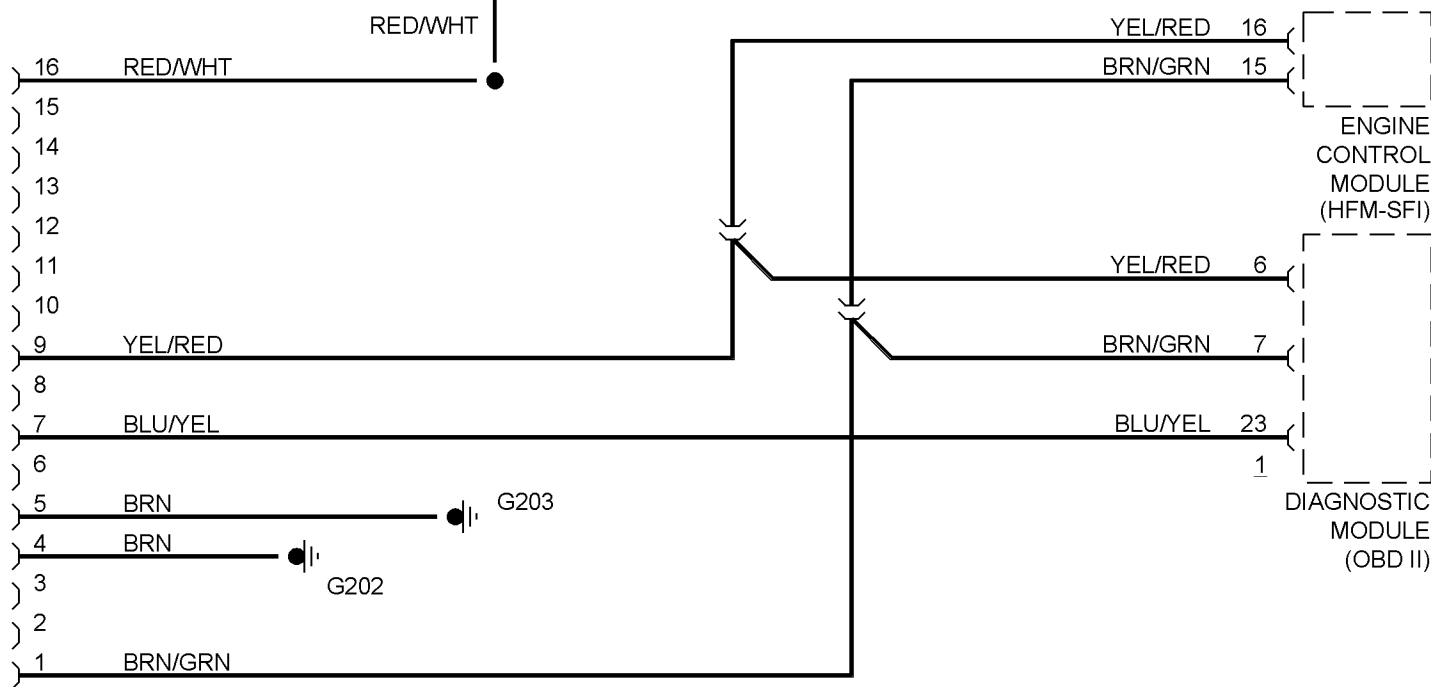 RED/WHT
YEL/RED 16
16 RED/WHT
BRN/GRN 15
15
ENGINE
14
CONTROL
13
MODULE
(HFM-SFI)
12
11
YEL/RED 6
10
9 YEL/RED
BRN/GRN 7
8
7 BLU/YEL
BLU/YEL 23
6
1
5 BRN
G203
DIAGNOSTIC
MODULE
(OBD II)
4 BRN
3
G202
2
1 BRN/GRN